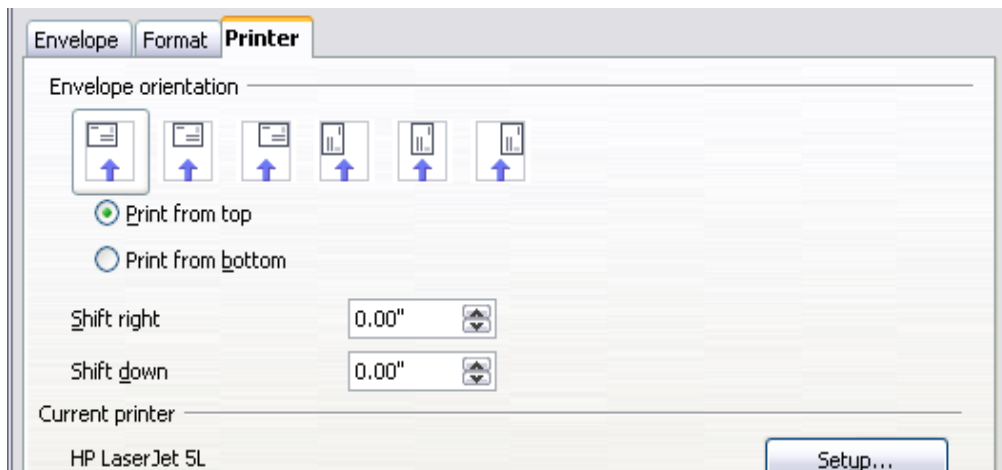 Envelope Format Printer
Envelope orientation
Print from top
Print from bottom
Shift right 0.00"
Shift down 0.00"
Current printer
HP LaserJet 5L Setup...